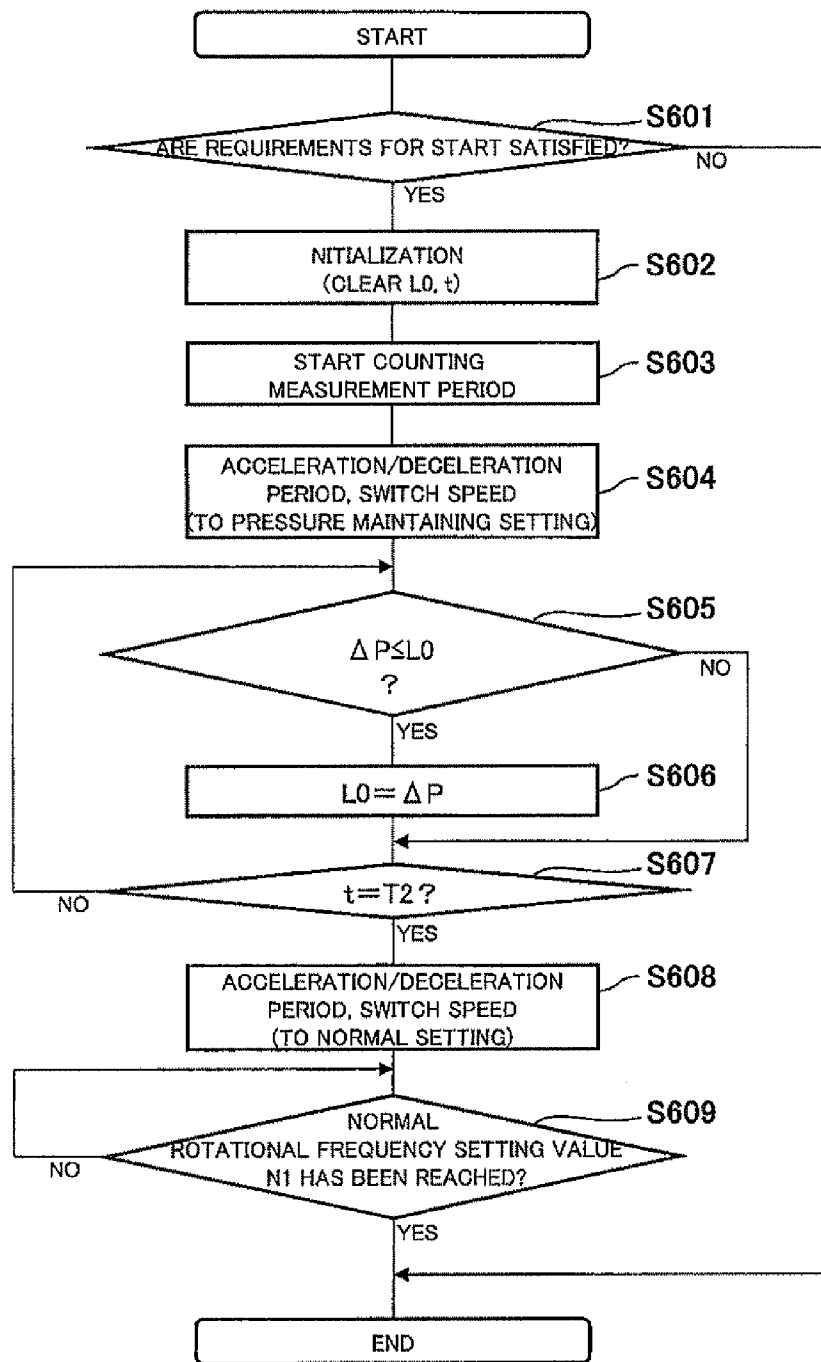 START
S601
ARE REQUIREMENTS FOR START SATISFIED?
NO
YES
NITIALIZATION
(CLEAR L0, t)
S602
START COUNTING
MEASUREMENT PERIOD
S603
ACCELERATION/DECELERATION
PERIOD, SWITCH SPEED
(TO PRESSURE MAINTAINING SETTING)
S604
S605
ΔP≤L0
?
NO
YES
L0=ΔP
S606
S607
t=T2?
NO
YES
ACCELERATION/DECELERATION
PERIOD, SWITCH SPEED
(TO NORMAL SETTING)
S608
S609
NORMAL
ROTATIONAL FREQUENCY SETTING VALUE
N1 HAS BEEN REACHED?
NO
YES
END